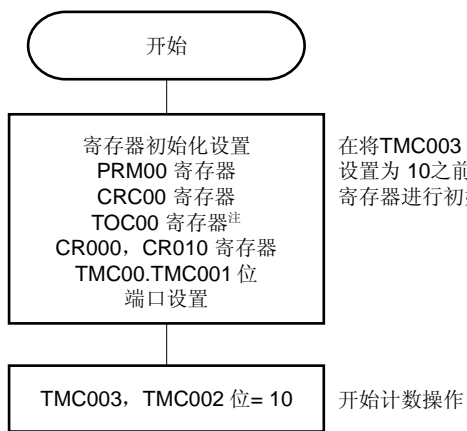 开始
寄存器初始化设置
PRM00 寄存器
CRC00 寄存器
TOC00 寄存器注
CR000，CR010 寄存器
TMC00.TMC001 位
端口设置
在将TMC003
设置为 10之前
寄存器进行初
TMC003，TMC002 位= 10
开始计数操作